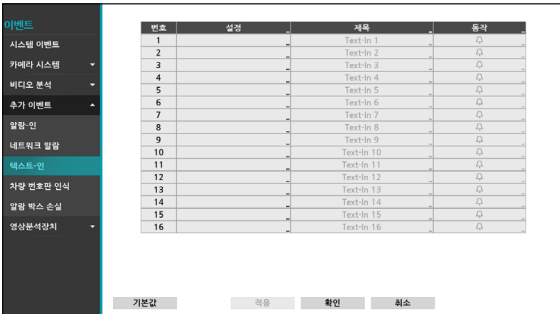 이벤트
시스템 이벤트
카메라 시스템
비디오 분석
추가 이벤트
알람-인
네트워크 알람
텍스트-인
차량 번호판 인식
알람 박스 손실
영상분석장치
번호 설정 제목 동작
1 Text-In 1
2 Text-In 2
3 Text-In 3
4 Text-In 4
5 Text-In 5
6 Text-In 6
7 Text-In 7
8 Text-In 8
9 Text-In 9
10 Text-In 10
11 Text-In 11
12 Text-In 12
13 Text-In 13
14 Text-In 14
15 Text-In 15
16 Text-In 16
기본값 적용 확인 취소